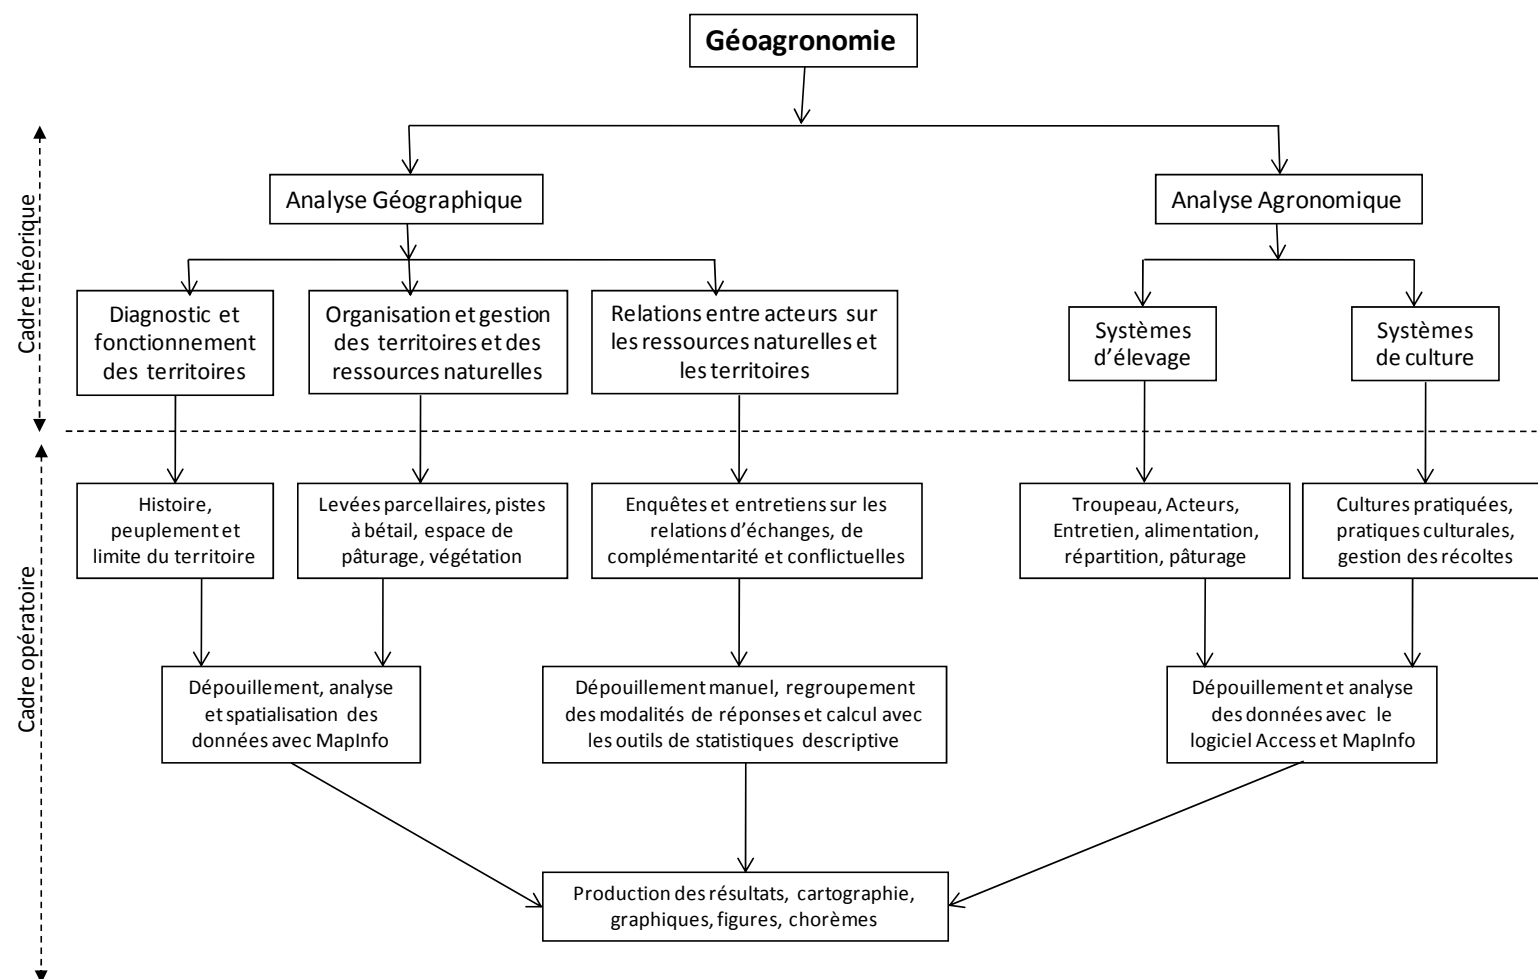 Géoagronomie
Cadre théorique
Analyse Géographique
Analyse Agronomique
Diagnostic et
fonctionnement
des territoires
Organisation et gestion
des territoires et des
ressources naturelles
Relations entre acteurs sur
les ressources naturelles et
les territoires
Systèmes
d'élevage
Systèmes
de culture
Cadre opératoire
Histoire,
peuplement et
limite du territoire
Levées parcellaires, pistes
à bétail, espace de
pâturage, végétation
Enquêtes et entretiens sur les
relations d'échanges, de
complémentarité et conflictuelles
Troupeau, Acteurs,
Entretien, alimentation,
répartition, pâturage
Cultures pratiquées,
pratiques culturales,
gestion des récoltes
Dépouillement, analyse
et spatialisation des
données avec MapInfo
Dépouillement manuel, regroupement
des modalités de réponses et calcul avec
les outils de statistiques descriptive
Dépouillement et analyse
des données avec le
logiciel Access et MapInfo
Production des résultats, cartographie,
graphiques, figures, chorèmes